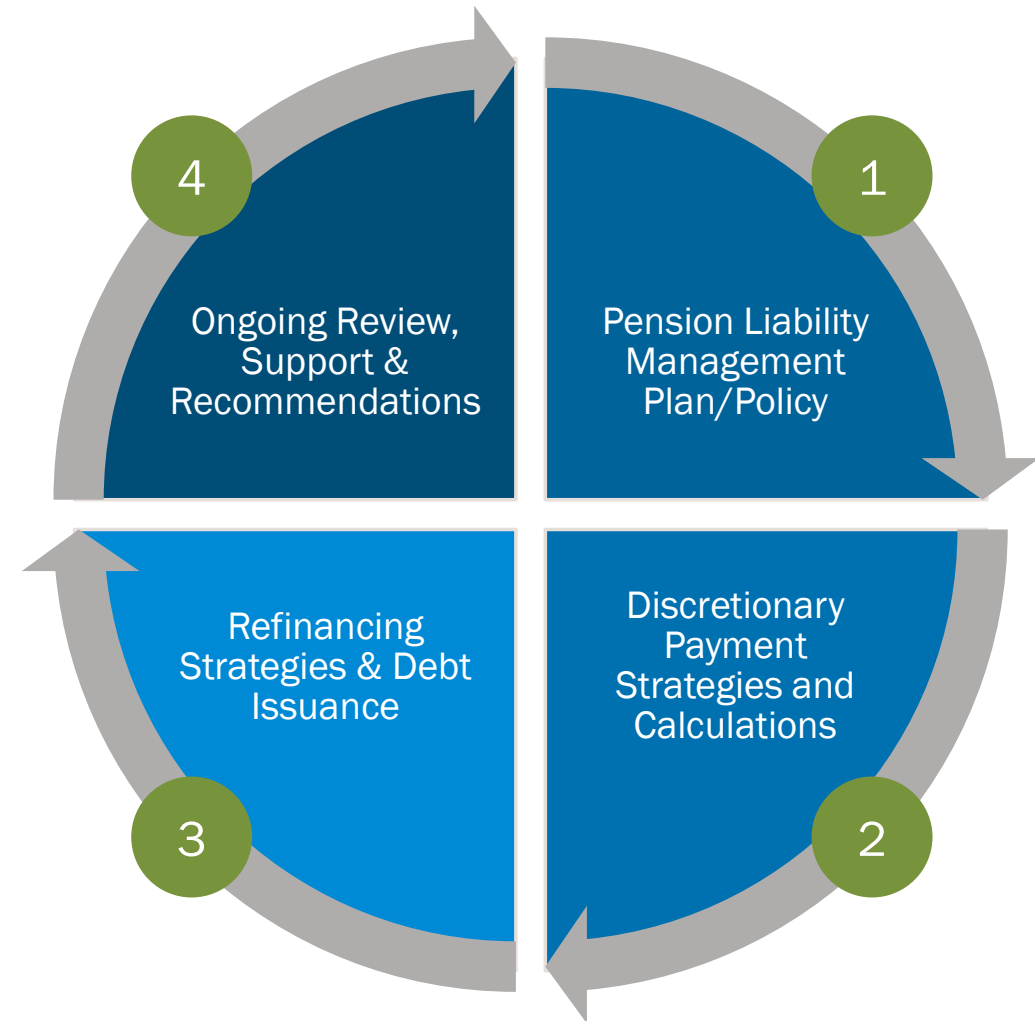 1
Pension Liability
Management
Plan/Policy
2
Discretionary
Payment
Strategies and
Calculations
3
Refinancing
Strategies & Debt
Issuance
4
Ongoing Review,
Support &
Recommendations